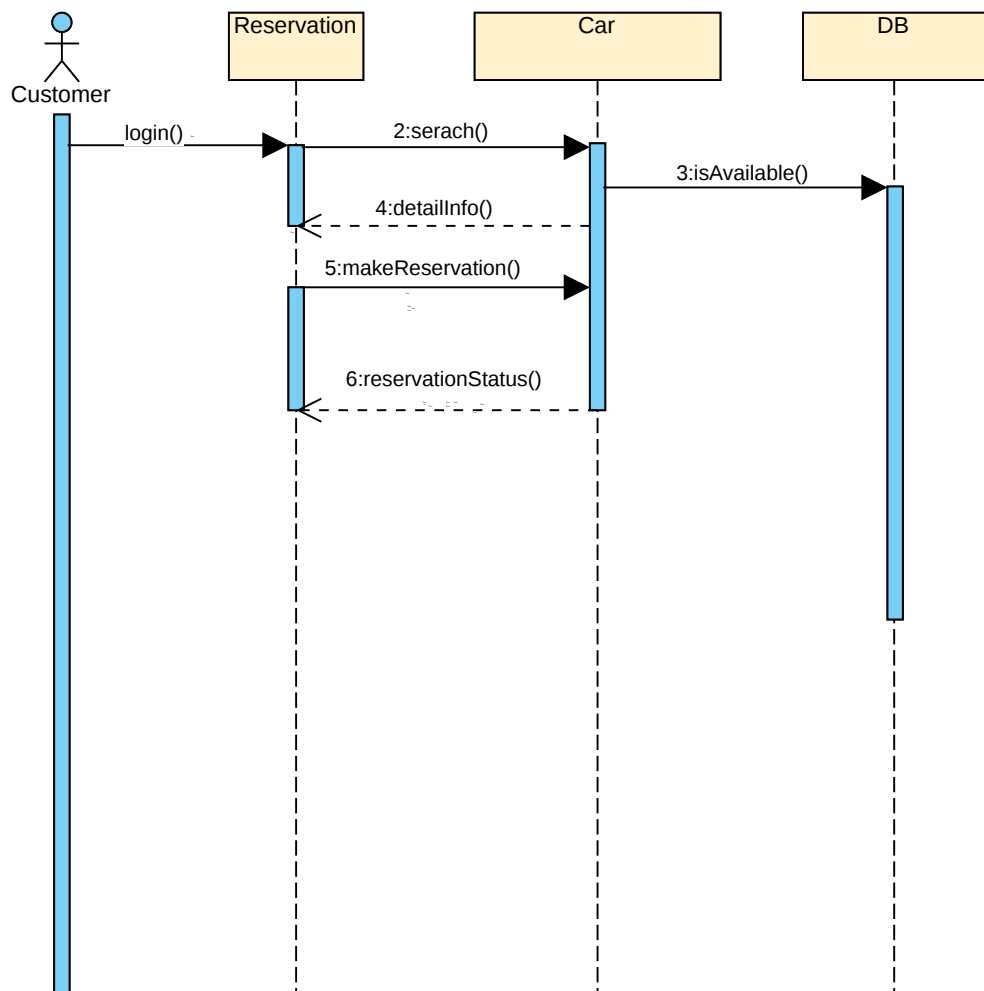 Reservation
Car
DB
Customer
login()
2:serach()
3:isAvailable()
4:detailInfo()
5:makeReservation()
6:reservationStatus()